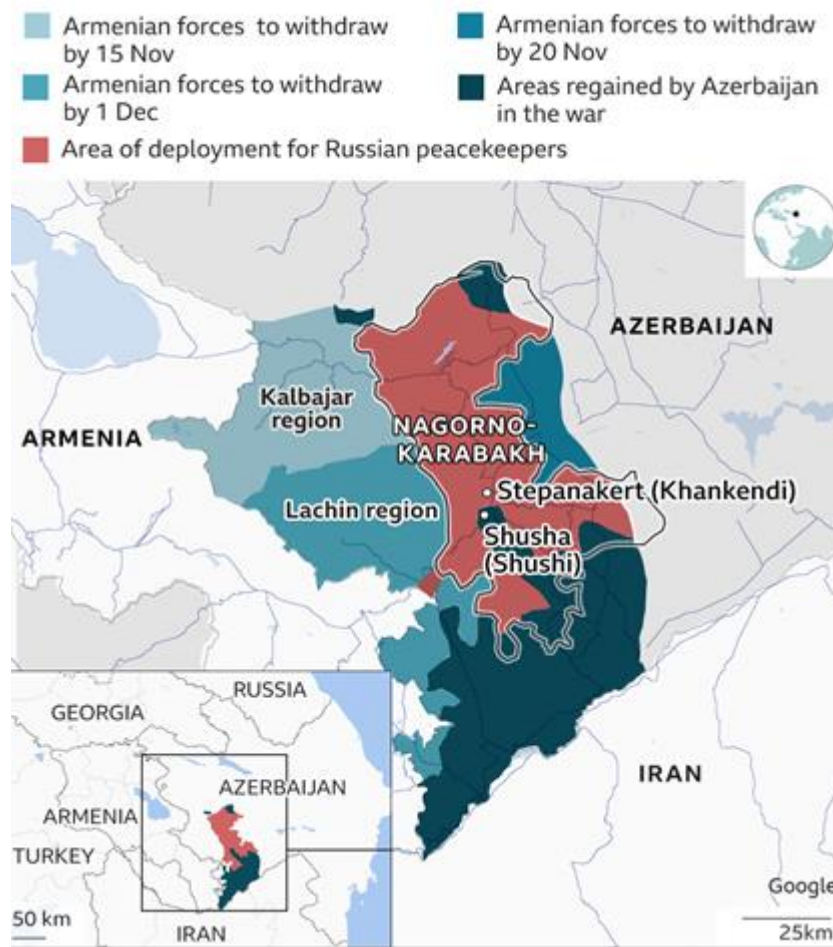 Armenian forces to withdraw
by 15 Nov
Armenian forces to withdraw
by 20 Nov
Armenian forces to withdraw
by 1 Dec
Areas regained by Azerbaijan
in the war
Area of deployment for Russian peacekeepers
AZERBAIJAN
Kalbajar
region
ARMENIA
NAGORNO-
KARABAKH
Stepanakert (Khankendi)
Lachin region
Shusha
(Shushi)
IRAN
RUSSIA
GEORGIA
AZERBAIJAN
ARMENIA
TURKEY
IRAN
50 km
Google
25km